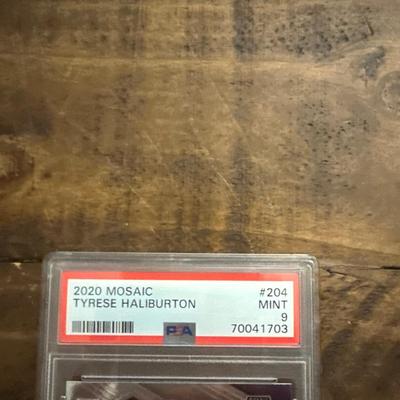 2020 MOSAIC #204
TYRESE HALIBURTON MINT
9
PSA 70041703